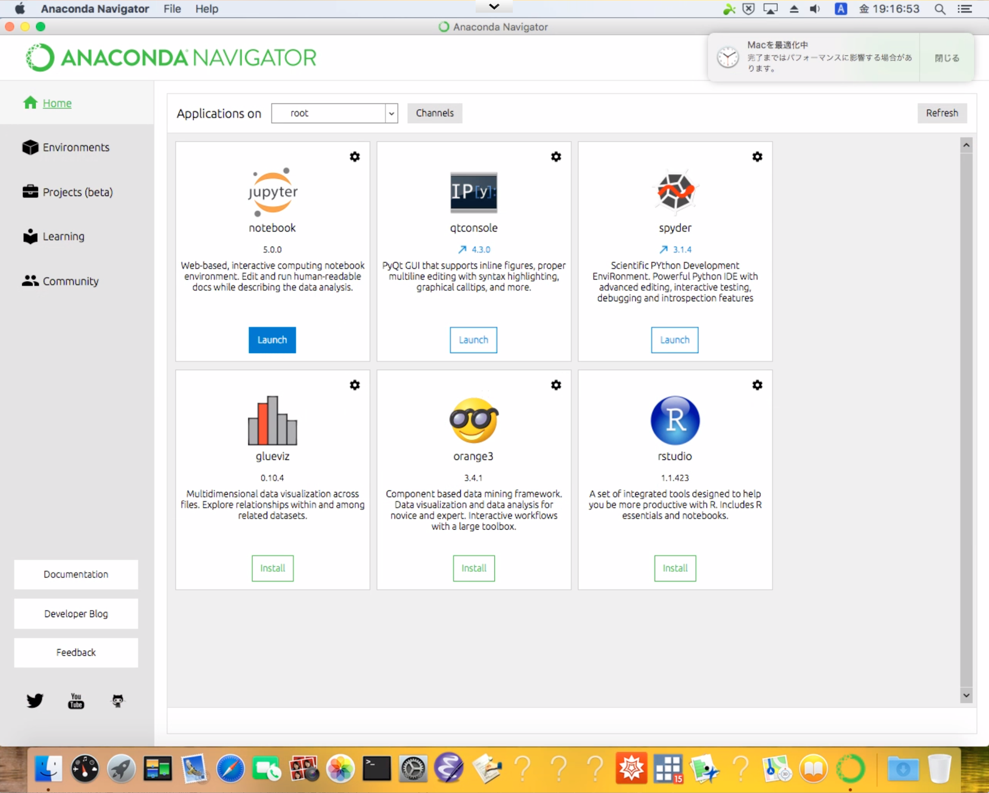 Anaconda Navigator File Help
A 金 19:16:53
Anaconda Navigator
ANACONDA NAVIGATOR
Macを最適化中
完了まではパフォーマンスに影響する場合があ
ります。
閉じる
Home
Environments
Projects (beta)
Learning
Community
Documentation
Developer Blog
Feedback
You
Tube
Applications on root Channels Refresh
jupyter
notebook
5.0.0
Web-based, interactive computing notebook
environment. Edit and run human-readable
docs while describing the data analysis.
Launch
IP[y]:
qtconsole
4.3.0
PyQt GUI that supports inline figures, proper
multiline editing with syntax highlighting,
graphical calltips, and more.
Launch
spyder
3.1.4
Scientific PYthon Development
EnviRonment. Powerful Python IDE with
advanced editing, interactive testing,
debugging and introspection features
Launch
glueviz
0.10.4
Multidimensional data visualization across
files. Explore relationships within and among
related datasets.
Install
orange3
3.4.1
Component based data mining framework.
Data visualization and data analysis for
novice and expert. Interactive workflows
with a large toolbox.
Install
R
rstudio
1.1.423
A set of integrated tools designed to help
you be more productive with R. Includes R
essentials and notebooks.
Install
? ? ? 15 ?